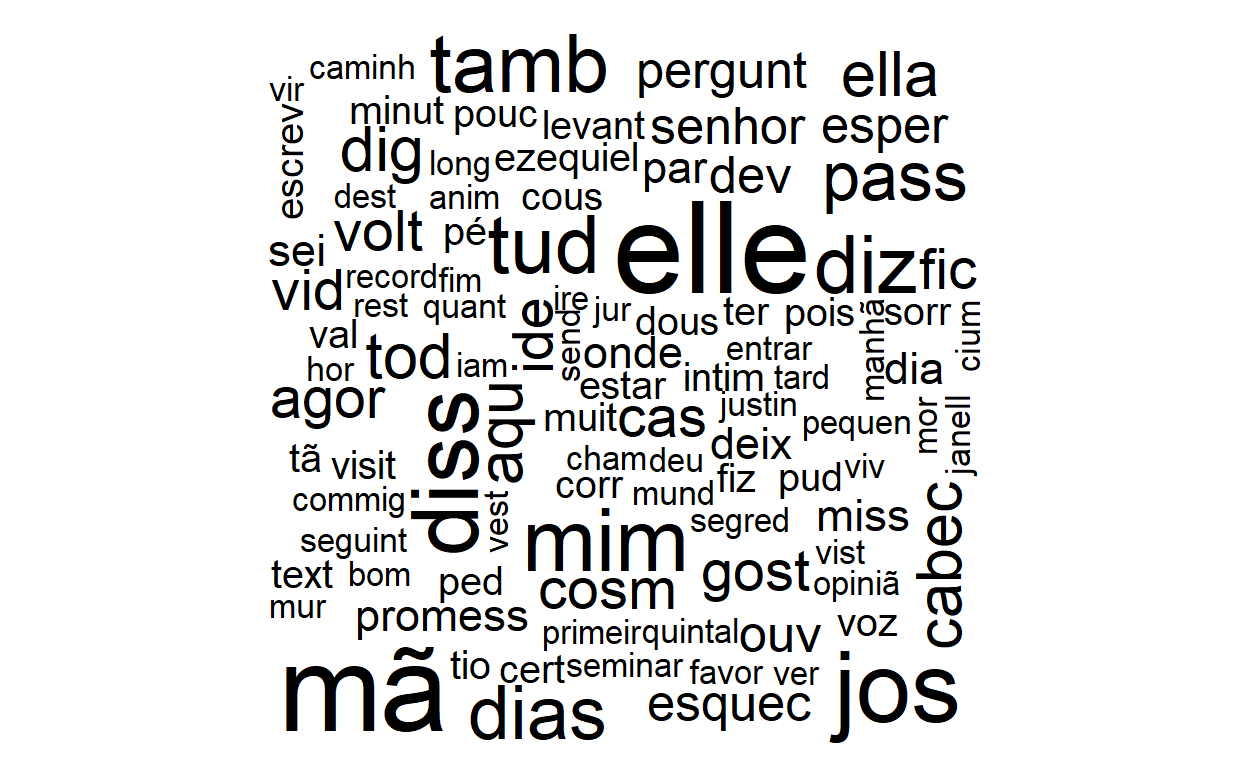 caminh tamb pergunt ella
vir
minut pouc levant senhor esper
escrev
dig long ezequiel par dev pass
dest anim cous
sei volt pé tud elle diz fic
vid record fim
rest quant ire jur dous ter pois manhã sorr cium
val tod iam ide send onde entrar dia
hor estar intim tard
agor diss aqu muit cas justin pequen mor janell
tã visit cham deu deix pud viv
commig vest corr mund fiz cabec
seguint mim segred miss
text bom ped cosm gost vist
opiniã
mur promess primeir quintal ouv voz
mã tio cert seminar favor ver jos
dias esquec